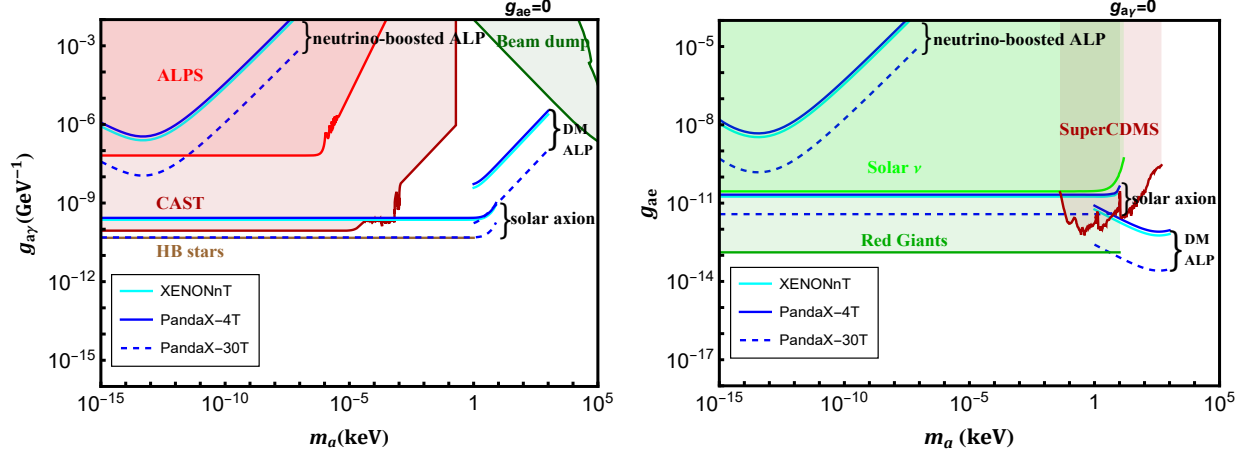 g_ae=0
10^-3
10^-6
10^-9
10^-12
10^-15
g_aγ(GeV^-1)
neutrino-boosted ALP
Beam dump
ALPS
DM
ALP
CAST
solar axion
HB stars
XENONnT
PandaX-4T
PandaX-30T
10^-15
10^-10
10^-5
1
10^5
m_a(keV)
g_aγ=0
10^-5
10^-8
10^-11
10^-14
10^-17
g_ae
neutrino-boosted ALP
SuperCDMS
Solar ν
solar axion
Red Giants
DM
ALP
XENONnT
PandaX-4T
PandaX-30T
10^-15
10^-10
10^-5
1
10^5
m_a (keV)